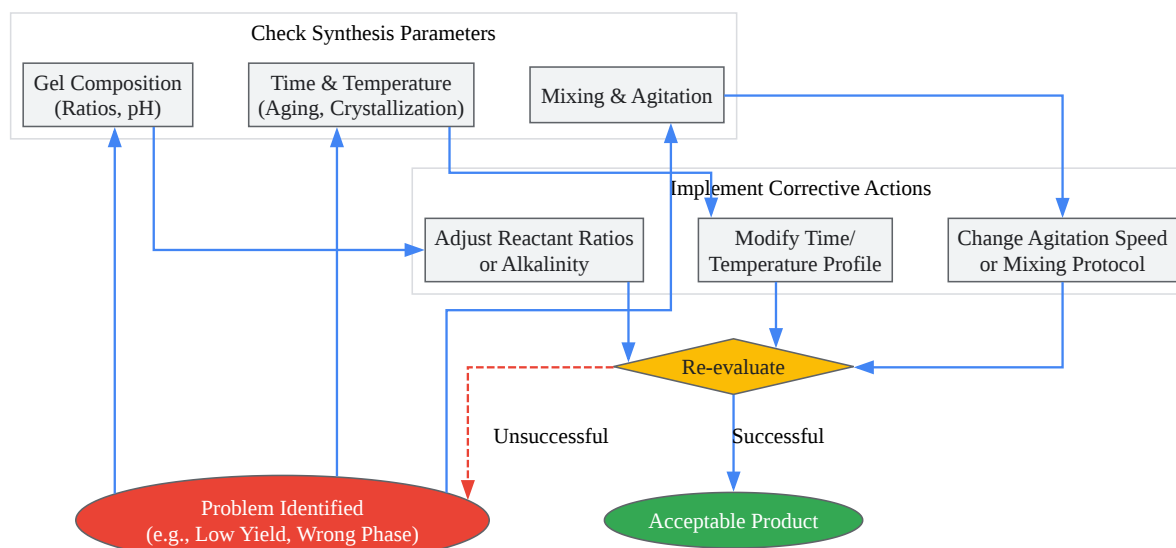 Check Synthesis Parameters
Gel Composition
(Ratios, pH)
Time & Temperature
(Aging, Crystallization)
Mixing & Agitation
Implement Corrective Actions
Adjust Reactant Ratios
or Alkalinity
Modify Time/
Temperature Profile
Change Agitation Speed
or Mixing Protocol
Re-evaluate
Unsuccessful
Successful
Problem Identified
(e.g., Low Yield, Wrong Phase)
Acceptable Product